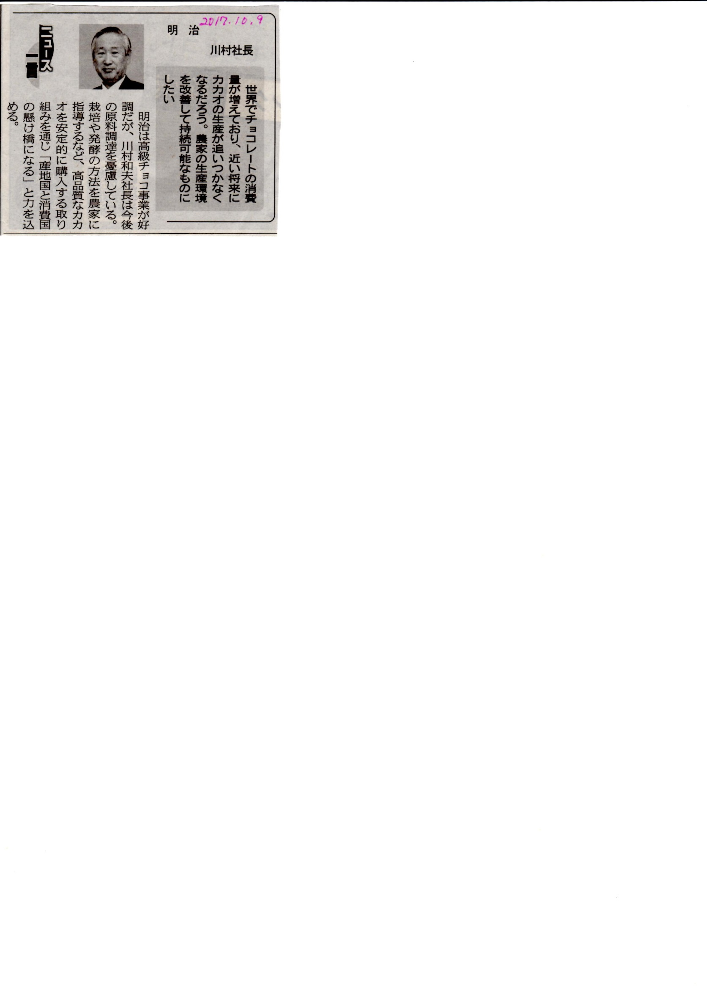 2017.10.9
明　治
川村社長
世界でチョコレートの消費
量が増えており、近い将来に
カカオの生産が追いつかなく
なるだろう。農家の生産環境
を改善して持続可能なものに
したい
ニュース
一言
明治は高級チョコ事業が好
調だが、川村和夫社長は今後
の原料調達を憂慮している。
栽培や発酵の方法を農家に
指導するなど、高品質なカカ
オを安定的に購入する取り
組みを通じ「産地国と消費国
の懸け橋になる」と力を込
める。